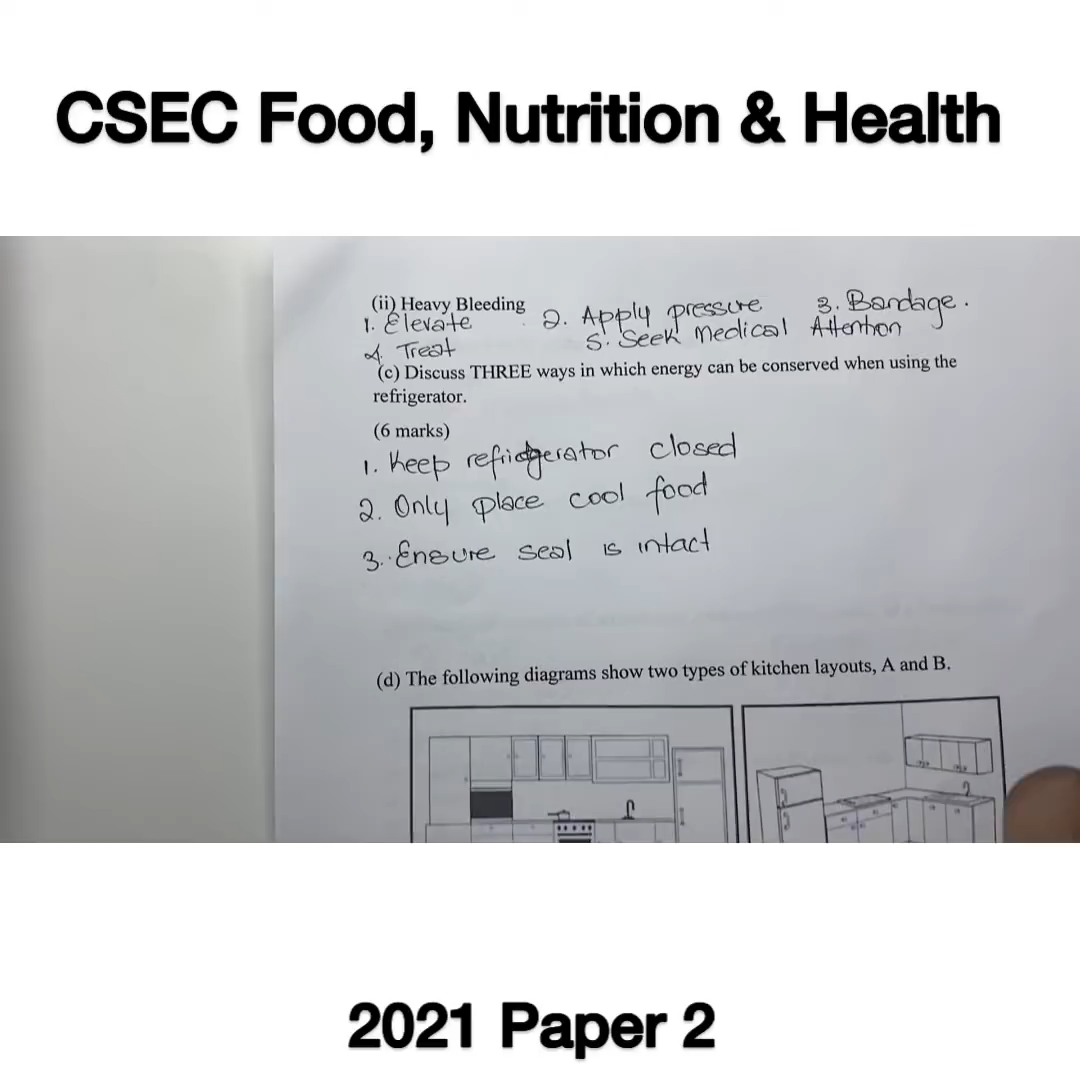 CSEC Food, Nutrition & Health
(ii) Heavy Bleeding
1. Elevate 2. Apply pressure 3. Bandage.
4. Treat 5. Seek Medical Attention
(c) Discuss THREE ways in which energy can be conserved when using the
refrigerator.
(6 marks)
1. Keep refridgerator closed
2. Only place cool food
3. Ensure seal is intact
(d) The following diagrams show two types of kitchen layouts, A and B.
2021 Paper 2